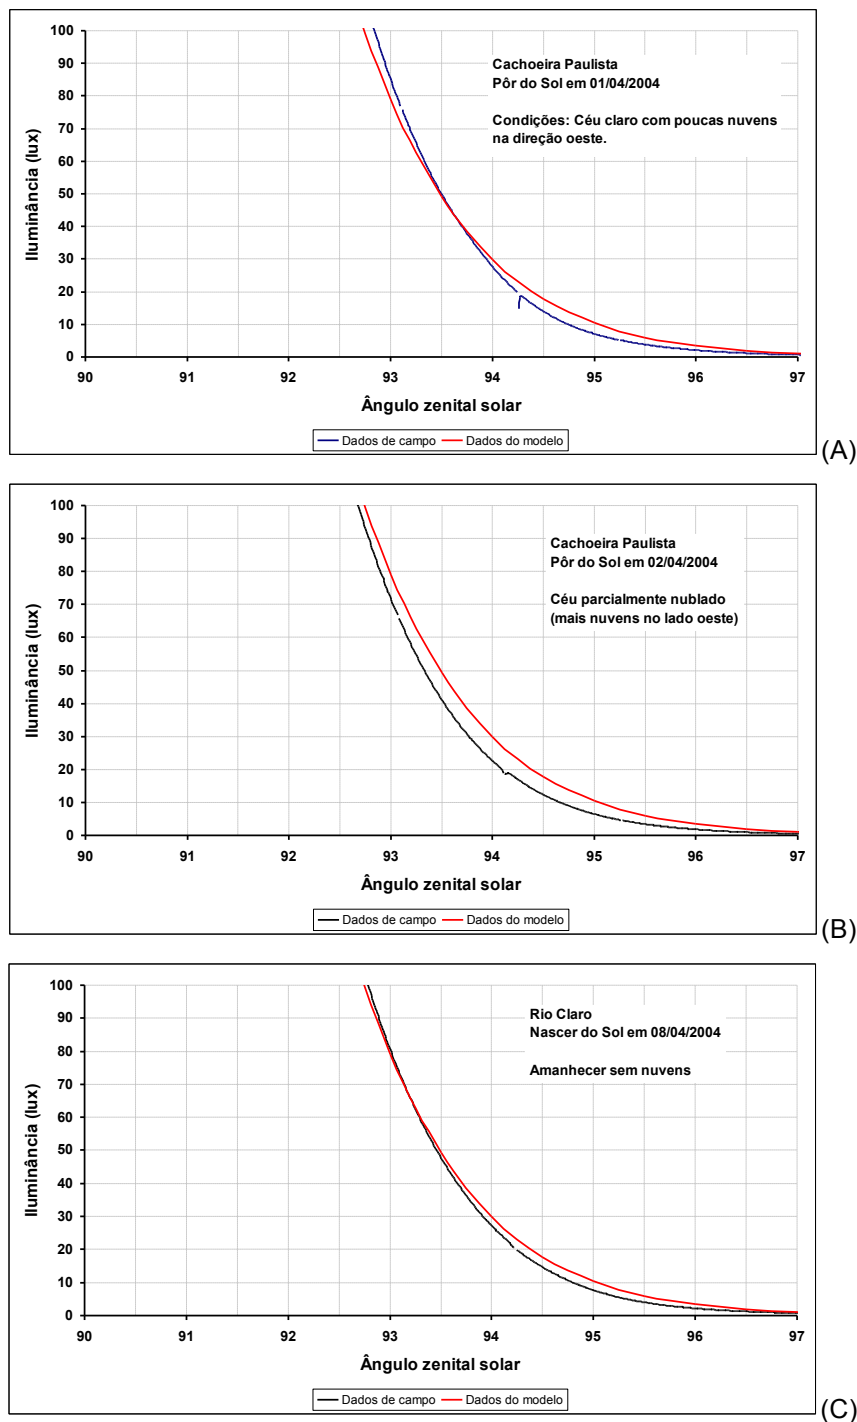 100
90
80
70
60
50
40
30
20
10
0
Iluminância (lux)
Cachoeira Paulista
Pôr do Sol em 01/04/2004
Condições: Céu claro com poucas nuvens
na direção oeste.
90 91 92 93 94 95 96 97
Ângulo zenital solar
Dados de campo Dados do modelo
(A)
100
90
80
70
60
50
40
30
20
10
0
Iluminância (lux)
Cachoeira Paulista
Pôr do Sol em 02/04/2004
Céu parcialmente nublado
(mais nuvens no lado oeste)
90 91 92 93 94 95 96 97
Ângulo zenital solar
Dados de campo Dados do modelo
(B)
100
90
80
70
60
50
40
30
20
10
0
Iluminância (lux)
Rio Claro
Nascer do Sol em 08/04/2004
Amanhecer sem nuvens
90 91 92 93 94 95 96 97
Ângulo zenital solar
Dados de campo Dados do modelo
(C)